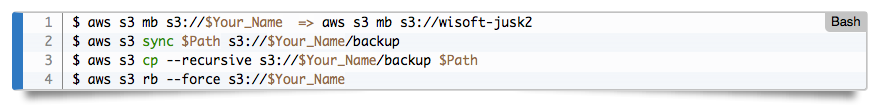 1 $ aws s3 mb s3://$Your_Name  => aws s3 mb s3://wisoft-jusk2 Bash
2 $ aws s3 sync $Path s3://$Your_Name/backup
3 $ aws s3 cp --recursive s3://$Your_Name/backup $Path
4 $ aws s3 rb --force s3://$Your_Name